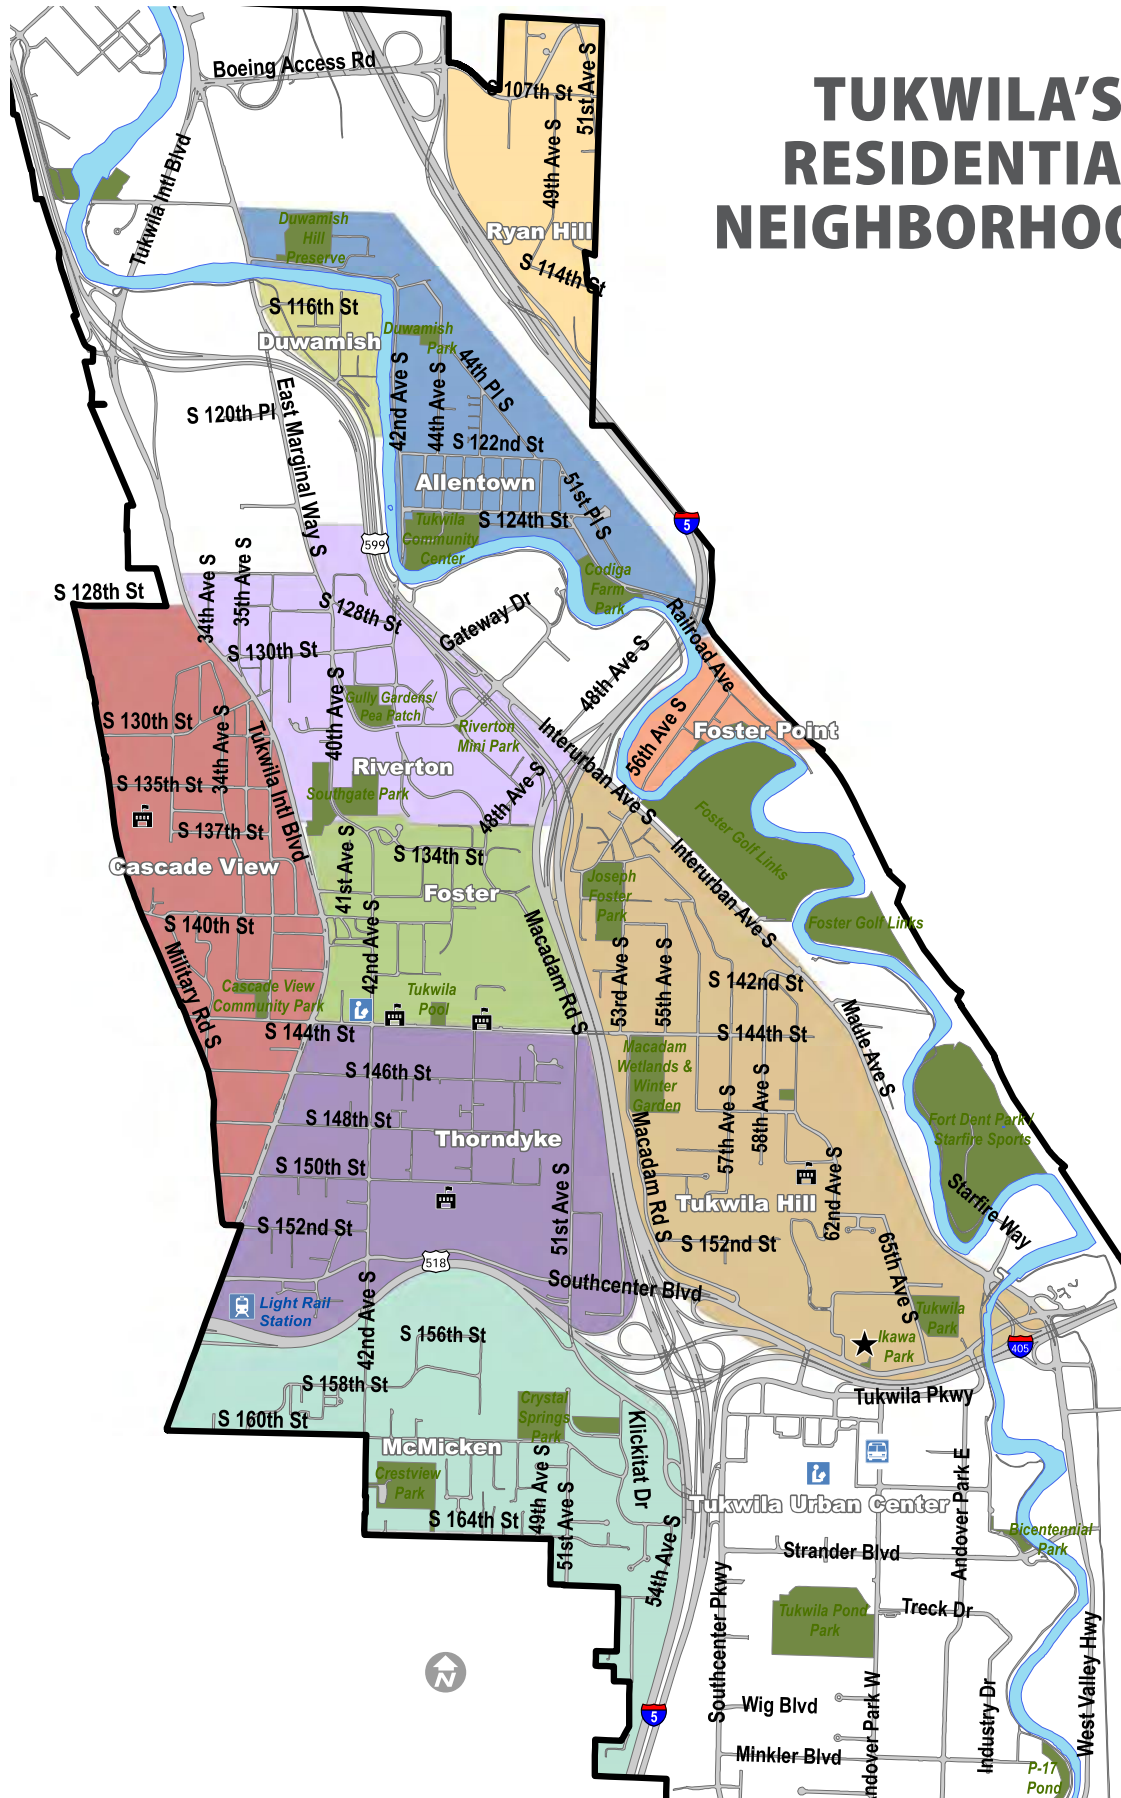 TUKWILA'S
RESIDENTIA
NEIGHBORHOO
Boeing Access Rd
S 107th St
51st Ave S
49th Ave S
Tukwila Intl Blvd
Ryan Hill
S 114th St
Duwamish
Hill
Preserve
S 116th St
Duwamish
Duwamish
Park
44th Pl S
42nd Ave S
44th Ave S
East Marginal Way S
S 120th Pl
S 122nd St
Allentown
51st Pl S
Tukwila
Community
Center
S 124th St
5
599
Codiga
Farm
Park
S 128th St
34th Ave S
35th Ave S
S 128th St
Gateway Dr
Railroad Ave
S 130th St
48th Ave S
40th Ave S
Gully Gardens/
Pea Patch
Riverton
Mini Park
Interurban Ave S
56th Ave S
Foster Point
S 130th St
34th Ave S
Tukwila Intl Blvd
Riverton
S 135th St
Southgate Park
48th Ave S
Foster Golf Links
S 137th St
Cascade View
41st Ave S
S 134th St
Foster
Joseph
Foster
Park
Interurban Ave S
Foster Golf Links
S 140th St
42nd Ave S
Macadam Rd S
Military Rd S
53rd Ave S
55th Ave S
Cascade View
Community Park
Tukwila
Pool
S 142nd St
Maule Ave S
S 144th St
S 144th St
Macadam
Wetlands &
Winter
Garden
S 146th St
S 148th St
Thorndyke
57th Ave S
58th Ave S
Fort Dent Park /
Starfire Sports
S 150th St
51st Ave S
Macadam Rd S
62nd Ave S
Tukwila Hill
Starfire Way
S 152nd St
S 152nd St
65th Ave S
518
Southcenter Blvd
Light Rail
Station
42nd Ave S
Tukwila
Park
Ikawa
Park
405
S 156th St
S 158th St
Tukwila Pkwy
S 160th St
Crystal
Springs
Park
Klickitat Dr
McMicken
Crestview
Park
49th Ave S
51st Ave S
Andover Park E
Tukwila Urban Center
S 164th St
54th Ave S
Bicentennial
Park
Strander Blvd
Southcenter Pkwy
Tukwila Pond
Park
Treck Dr
West Valley Hwy
Wig Blvd
ndover Park W
Industry Dr
5
Minkler Blvd
P-17
Pond
N